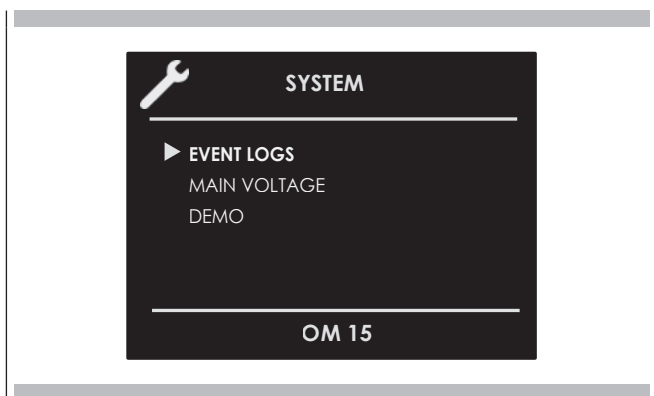 SYSTEM
EVENT LOGS
MAIN VOLTAGE
DEMO
OM 15